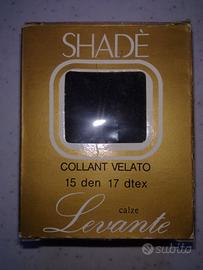 SHADÈ
COLLANT VELATO
15 den 17 dtex
calze
Levante
subito